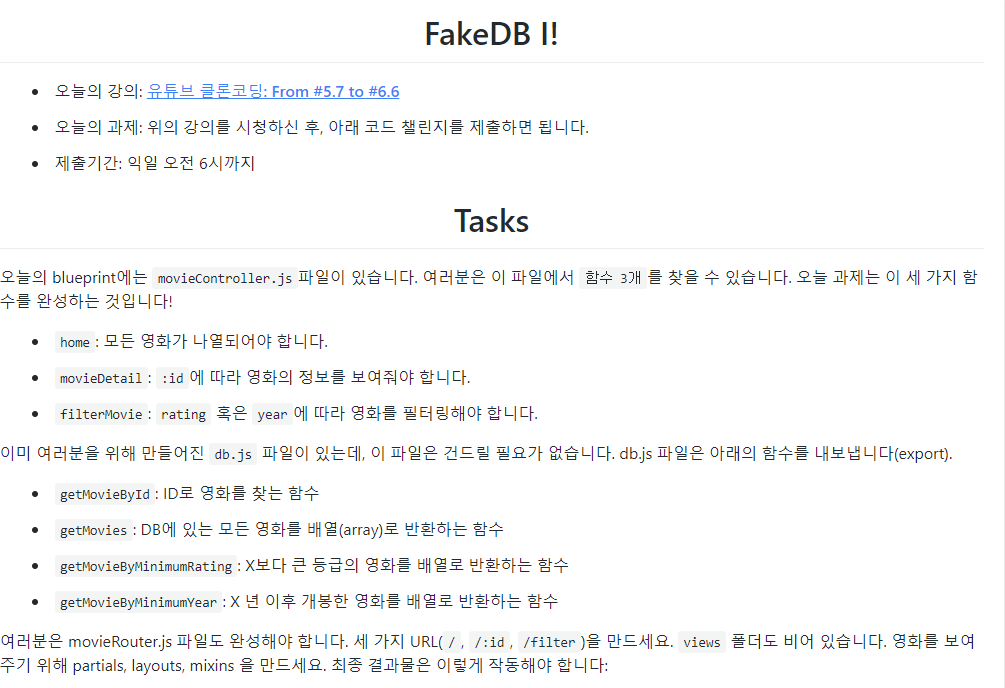 FakeDB I!
오늘의 강의: 유튜브 클론코딩: From #5.7 to #6.6
오늘의 과제: 위의 강의를 시청하신 후, 아래 코드 챌린지를 제출하면 됩니다.
제출기간: 익일 오전 6시까지
Tasks
오늘의 blueprint에는 movieController.js 파일이 있습니다. 여러분은 이 파일에서 함수 3개 를 찾을 수 있습니다. 오늘 과제는 이 세 가지 함
수를 완성하는 것입니다!
home : 모든 영화가 나열되어야 합니다.
movieDetail : :id 에 따라 영화의 정보를 보여줘야 합니다.
filterMovie : rating 혹은 year 에 따라 영화를 필터링해야 합니다.
이미 여러분을 위해 만들어진 db.js 파일이 있는데, 이 파일은 건드릴 필요가 없습니다. db.js 파일은 아래의 함수를 내보냅니다(export).
getMovieById : ID로 영화를 찾는 함수
getMovies : DB에 있는 모든 영화를 배열(array)로 반환하는 함수
getMovieByMinimumRating : X보다 큰 등급의 영화를 배열로 반환하는 함수
getMovieByMinimumYear : X 년 이후 개봉한 영화를 배열로 반환하는 함수
여러분은 movieRouter.js 파일도 완성해야 합니다. 세 가지 URL( / , /:id , /filter )을 만드세요. views 폴더도 비어 있습니다. 영화를 보여
주기 위해 partials, layouts, mixins 을 만드세요. 최종 결과물은 이렇게 작동해야 합니다: